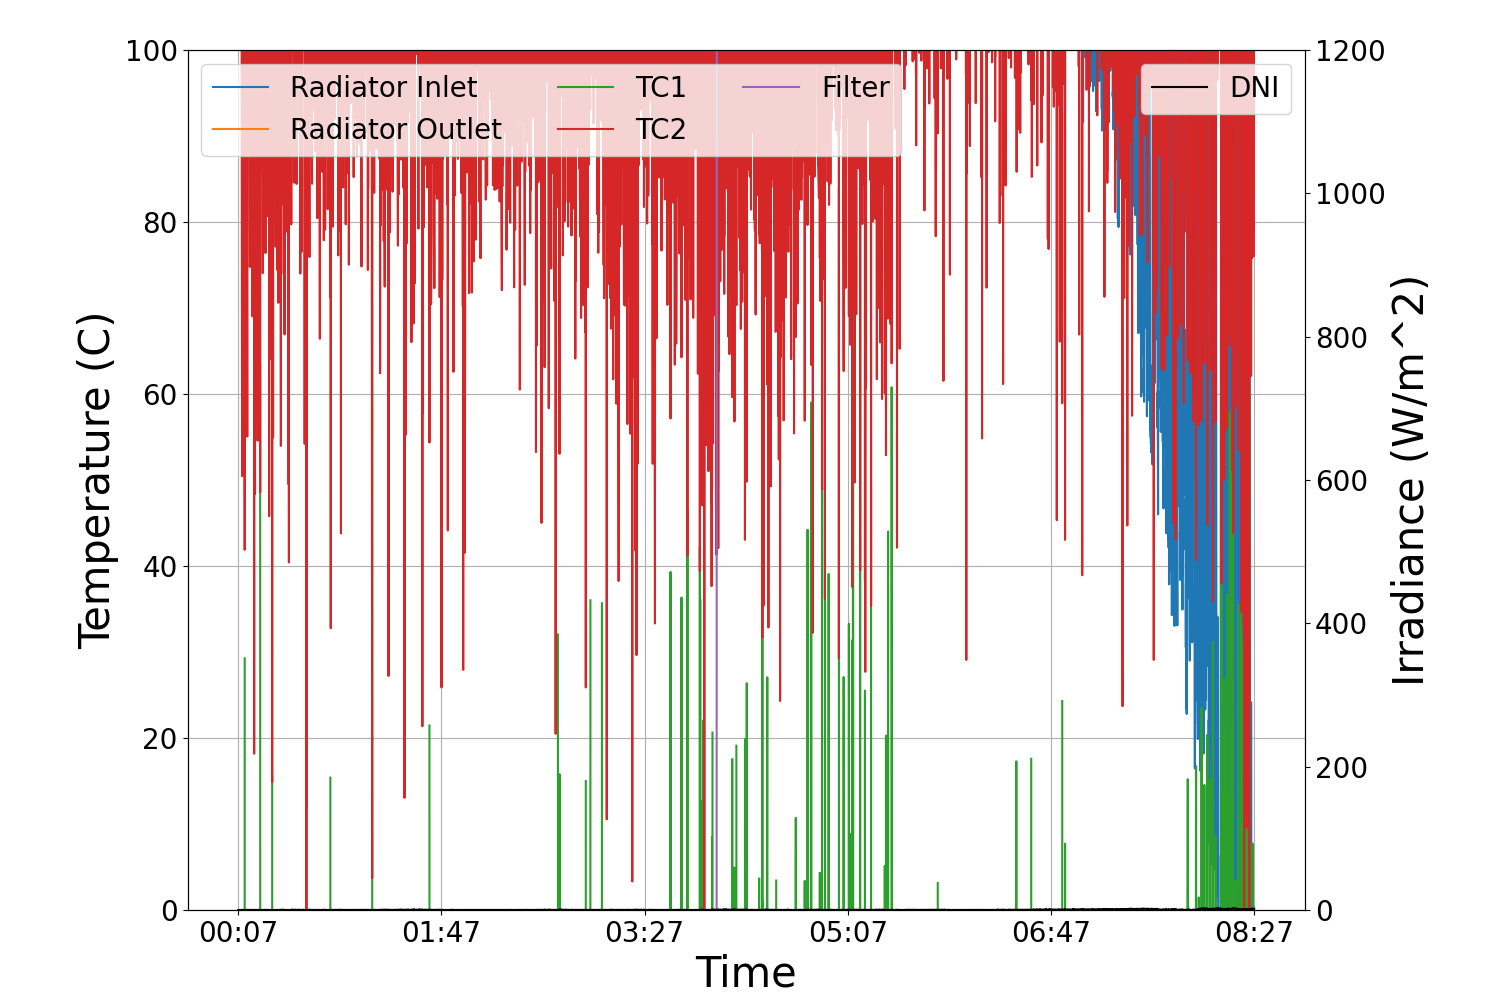 100
80
60
40
20
0
Temperature (C)
Radiator Inlet
Radiator Outlet
TC1
TC2
Filter
DNI
1200
1000
800
600
400
200
0
Irradiance (W/m^2)
00:07 01:47 03:27 05:07 06:47 08:27
Time